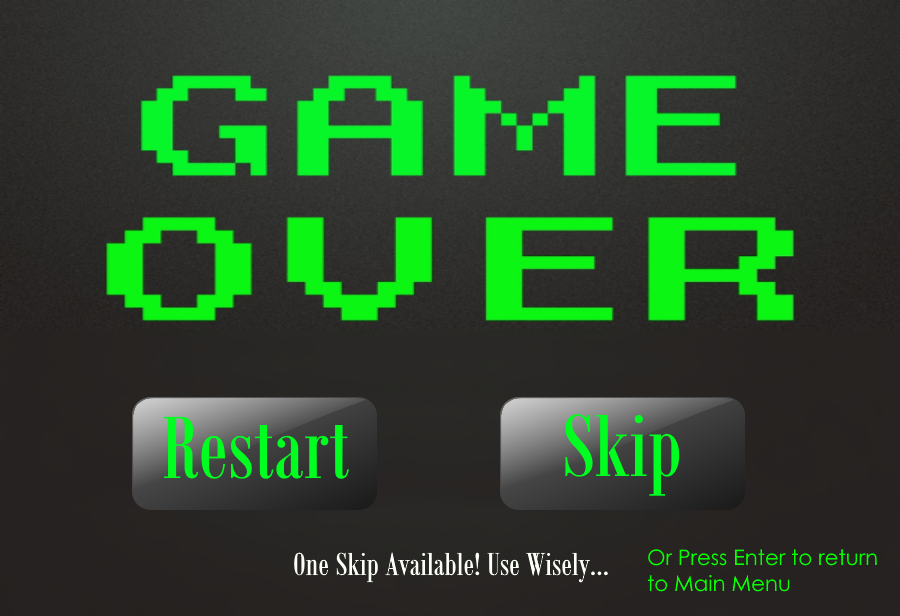 GAME
OVER
Restart
Skip
One Skip Available! Use Wisely...
Or Press Enter to return
to Main Menu